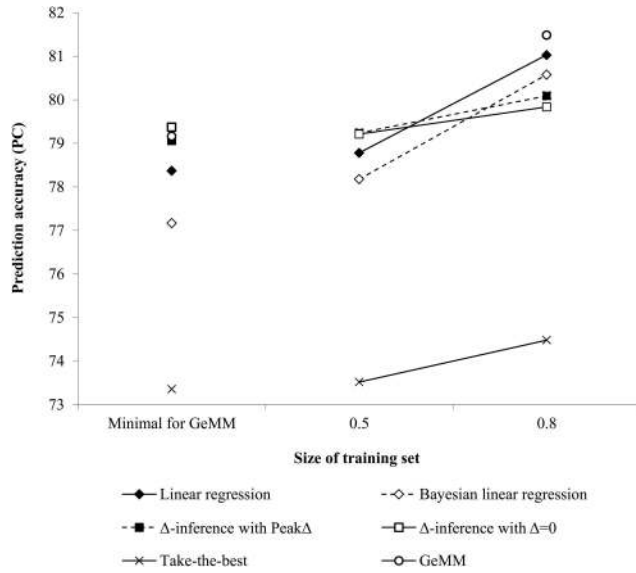 82
81
80
79
78
77
76
75
74
73
Prediction accuracy (PC)
Minimal for GeMM 0.5 0.8
Size of training set
Linear regression Bayesian linear regression
Δ-inference with PeakΔ Δ-inference with Δ=0
Take-the-best GeMM